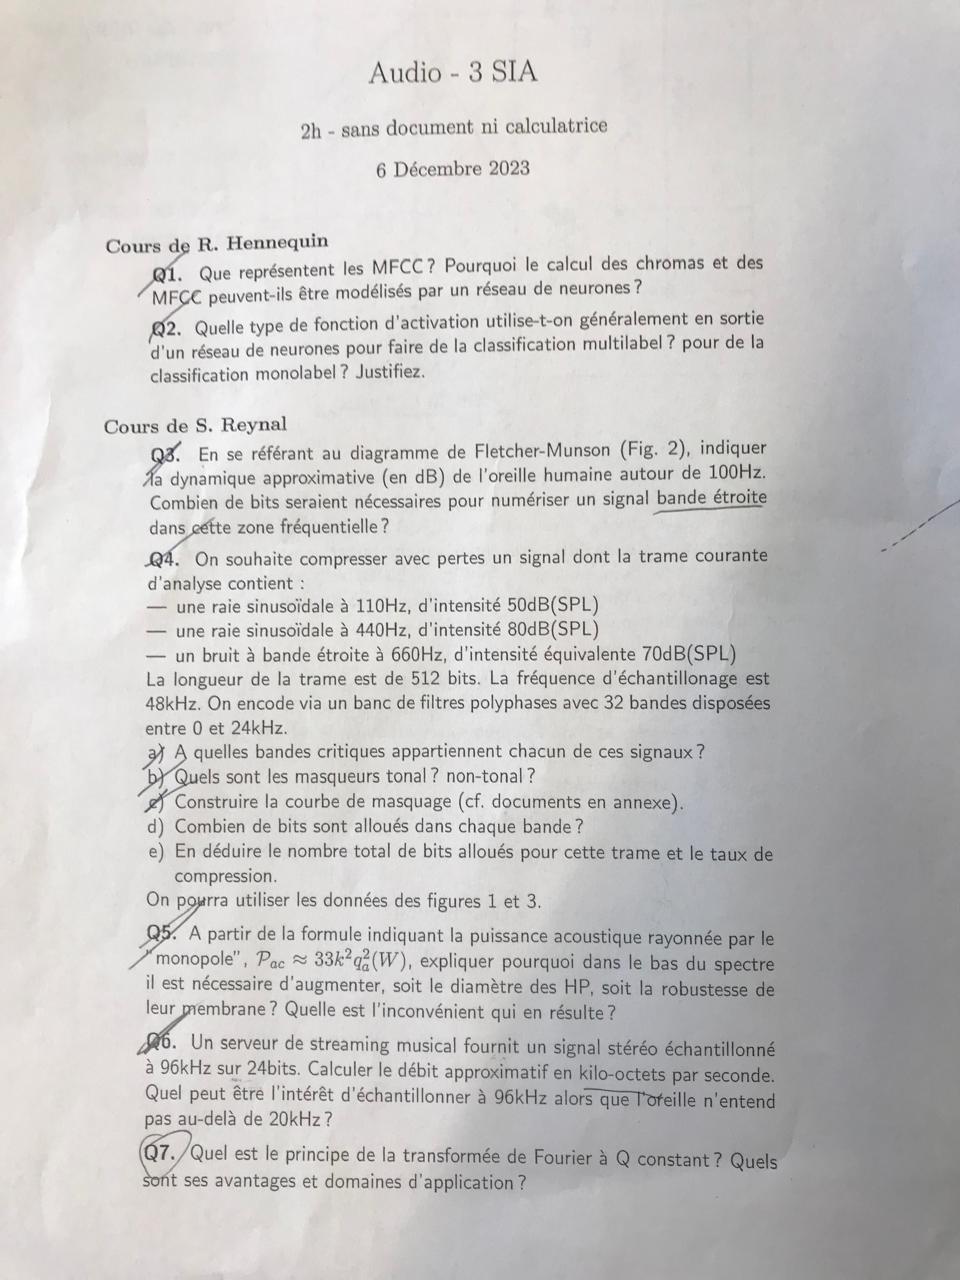 Audio - 3 SIA
2h - sans document ni calculatrice
6 Décembre 2023
Cours de R. Hennequin
Q1. Que représentent les MFCC ? Pourquoi le calcul des chromas et des
MFCC peuvent-ils être modélisés par un réseau de neurones ?
Q2. Quelle type de fonction d'activation utilise-t-on généralement en sortie
d'un réseau de neurones pour faire de la classification multilabel ? pour de la
classification monolabel ? Justifiez.
Cours de S. Reynal
Q3. En se référant au diagramme de Fletcher-Munson (Fig. 2), indiquer
la dynamique approximative (en dB) de l'oreille humaine autour de 100Hz.
Combien de bits seraient nécessaires pour numériser un signal bande étroite
dans cette zone fréquentielle ?
Q4. On souhaite compresser avec pertes un signal dont la trame courante
d'analyse contient :
— une raie sinusoïdale à 110Hz, d'intensité 50dB(SPL)
— une raie sinusoïdale à 440Hz, d'intensité 80dB(SPL)
— un bruit à bande étroite à 660Hz, d'intensité équivalente 70dB(SPL)
La longueur de la trame est de 512 bits. La fréquence d'échantillonage est
48kHz. On encode via un banc de filtres polyphases avec 32 bandes disposées
entre 0 et 24kHz.
a) A quelles bandes critiques appartiennent chacun de ces signaux ?
b) Quels sont les masqueurs tonal ? non-tonal ?
c) Construire la courbe de masquage (cf. documents en annexe).
d) Combien de bits sont alloués dans chaque bande ?
e) En déduire le nombre total de bits alloués pour cette trame et le taux de
compression.
On pourra utiliser les données des figures 1 et 3.
Q5. A partir de la formule indiquant la puissance acoustique rayonnée par le
"monopole", P_ac ≈ 33k²q_a²(W), expliquer pourquoi dans le bas du spectre
il est nécessaire d'augmenter, soit le diamètre des HP, soit la robustesse de
leur membrane ? Quelle est l'inconvénient qui en résulte ?
Q6. Un serveur de streaming musical fournit un signal stéréo échantillonné
à 96kHz sur 24bits. Calculer le débit approximatif en kilo-octets par seconde.
Quel peut être l'intérêt d'échantillonner à 96kHz alors que l'oreille n'entend
pas au-delà de 20kHz ?
Q7. Quel est le principe de la transformée de Fourier à Q constant ? Quels
sont ses avantages et domaines d'application ?